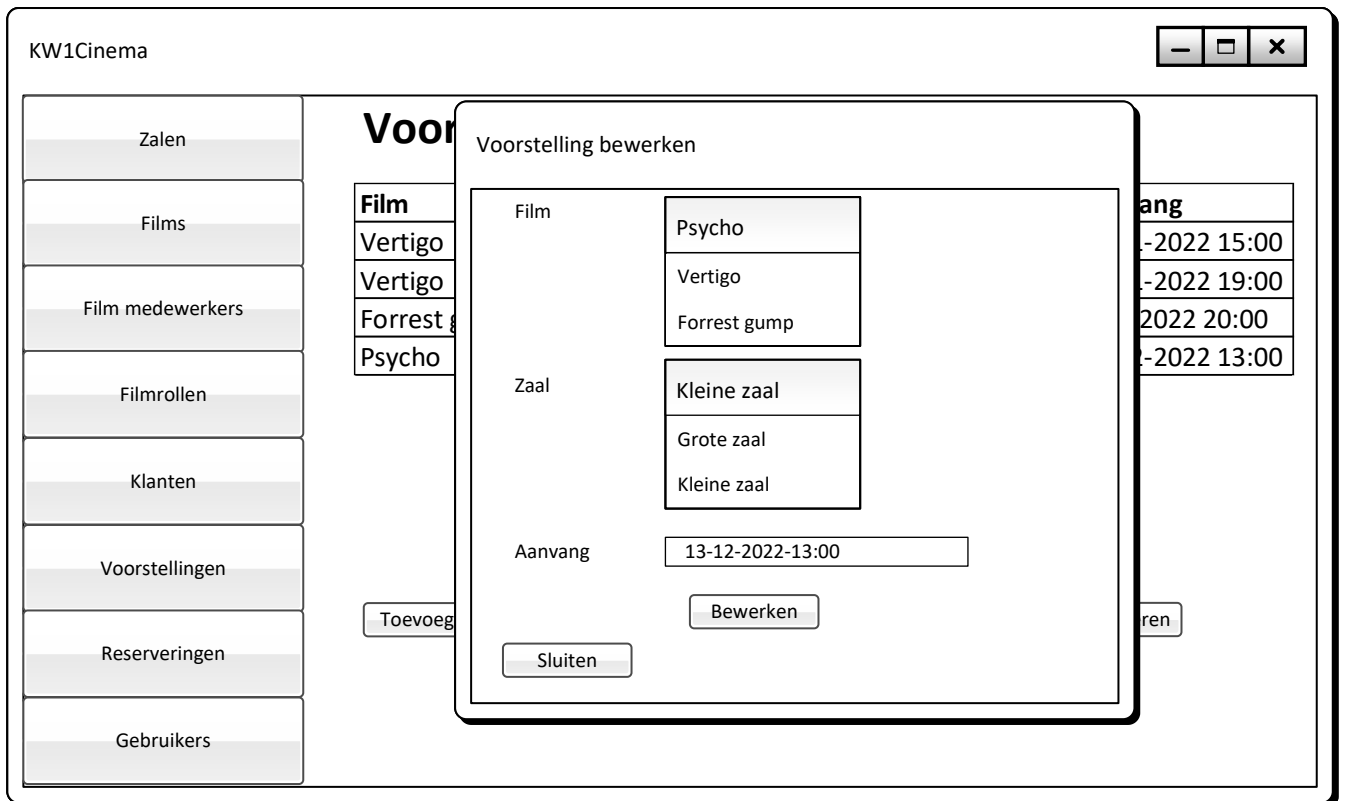 KW1Cinema
Zalen
Films
Film medewerkers
Filmrollen
Klanten
Voorstellingen
Reserveringen
Gebruikers
Film
Vertigo
Vertigo
Forrest
Psycho
ang
-2022 15:00
-2022 19:00
2022 20:00
-2022 13:00
Toevoeg
ren
Voorstelling bewerken
Film
Psycho
Vertigo
Forrest gump
Zaal
Kleine zaal
Grote zaal
Kleine zaal
Aanvang
13-12-2022-13:00
Bewerken
Sluiten